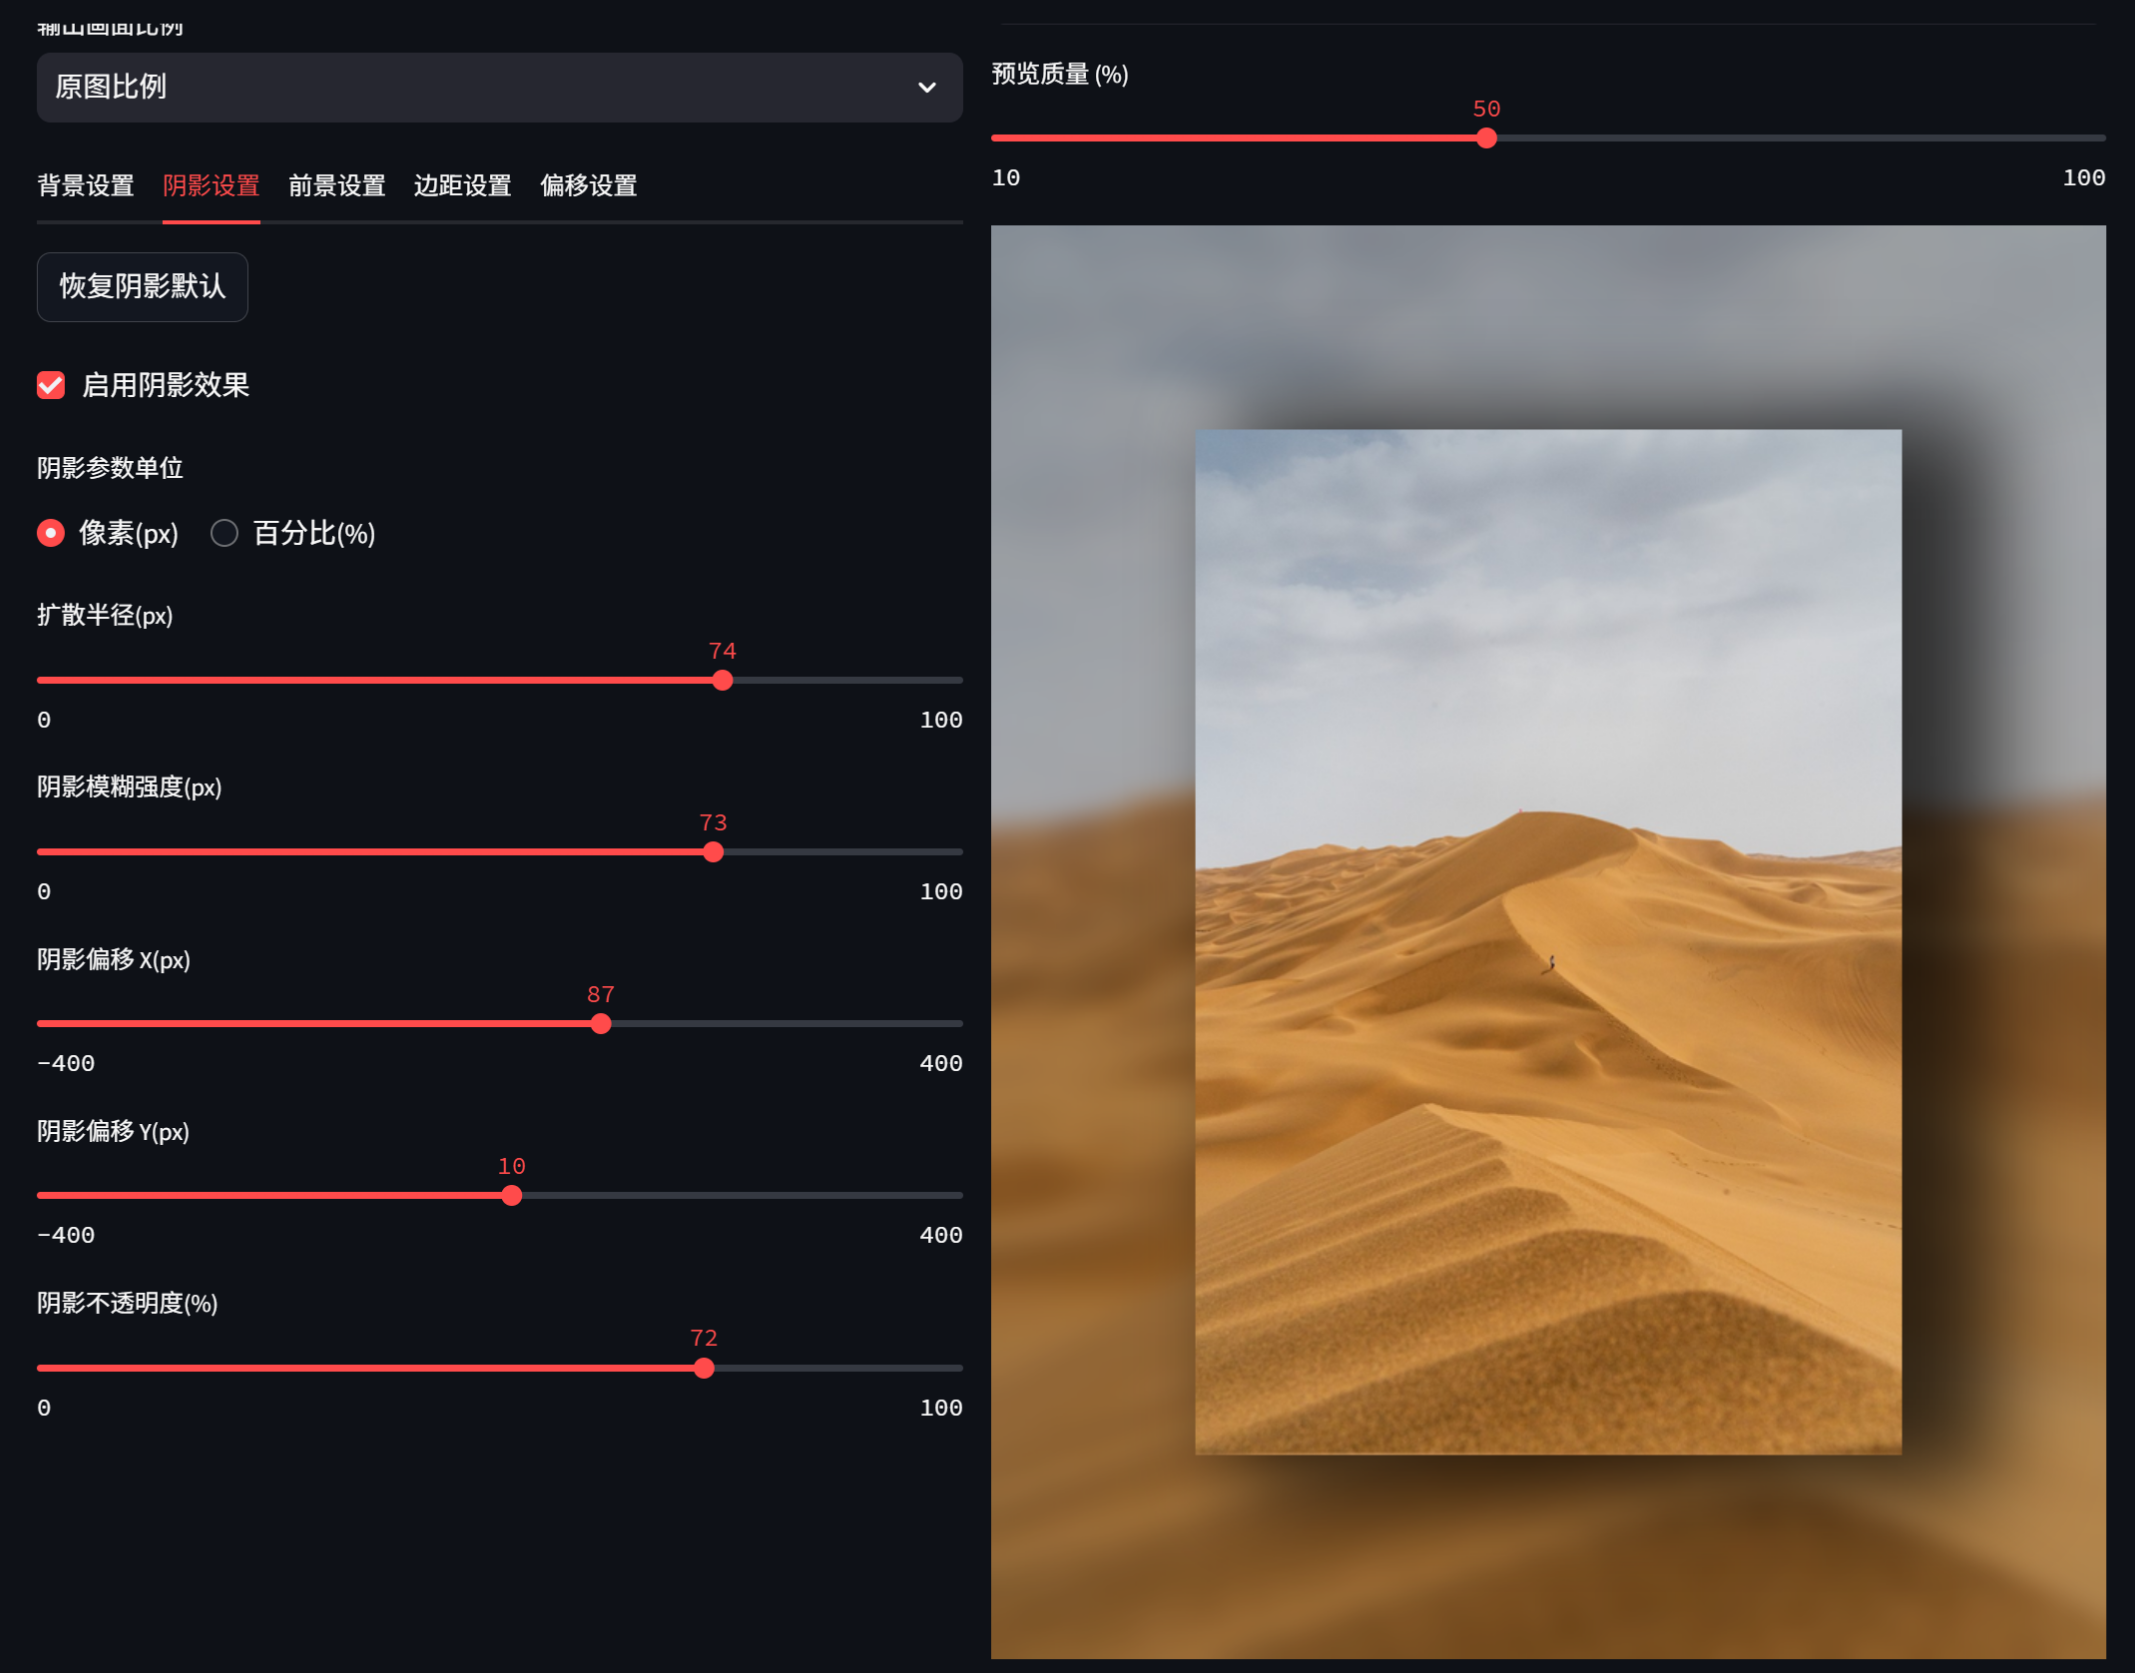 输出画面比例
原图比例
背景设置 阴影设置 前景设置 边距设置 偏移设置
恢复阴影默认
启用阴影效果
阴影参数单位
像素(px) 百分比(%)
扩散半径(px)
74
0 100
阴影模糊强度(px)
73
0 100
阴影偏移 X(px)
87
-400 400
阴影偏移 Y(px)
10
-400 400
阴影不透明度(%)
72
0 100
预览质量 (%)
50
10 100